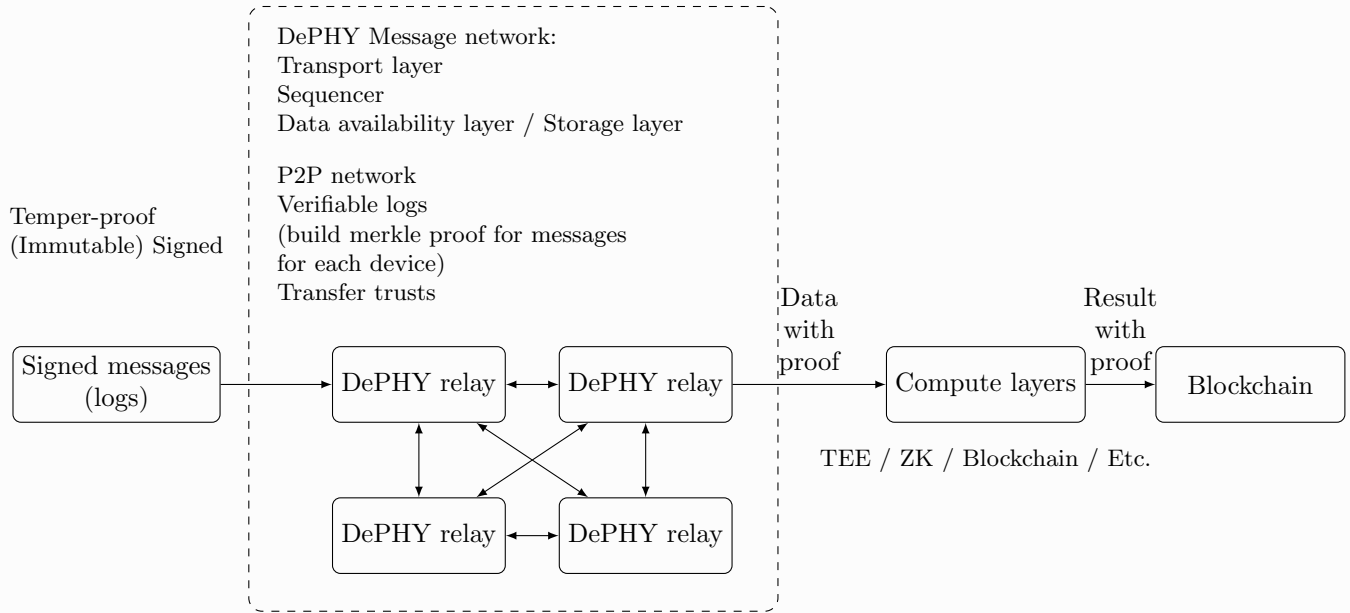 DePHY Message network:
Transport layer
Sequencer
Data availability layer / Storage layer
P2P network
Verifiable logs
(build merkle proof for messages
for each device)
Transfer trusts
Temper-proof
(Immutable) Signed
Signed messages
(logs)
DePHY relay
DePHY relay
DePHY relay
DePHY relay
Data
with
proof
Compute layers
TEE / ZK / Blockchain / Etc.
Result
with
proof
Blockchain